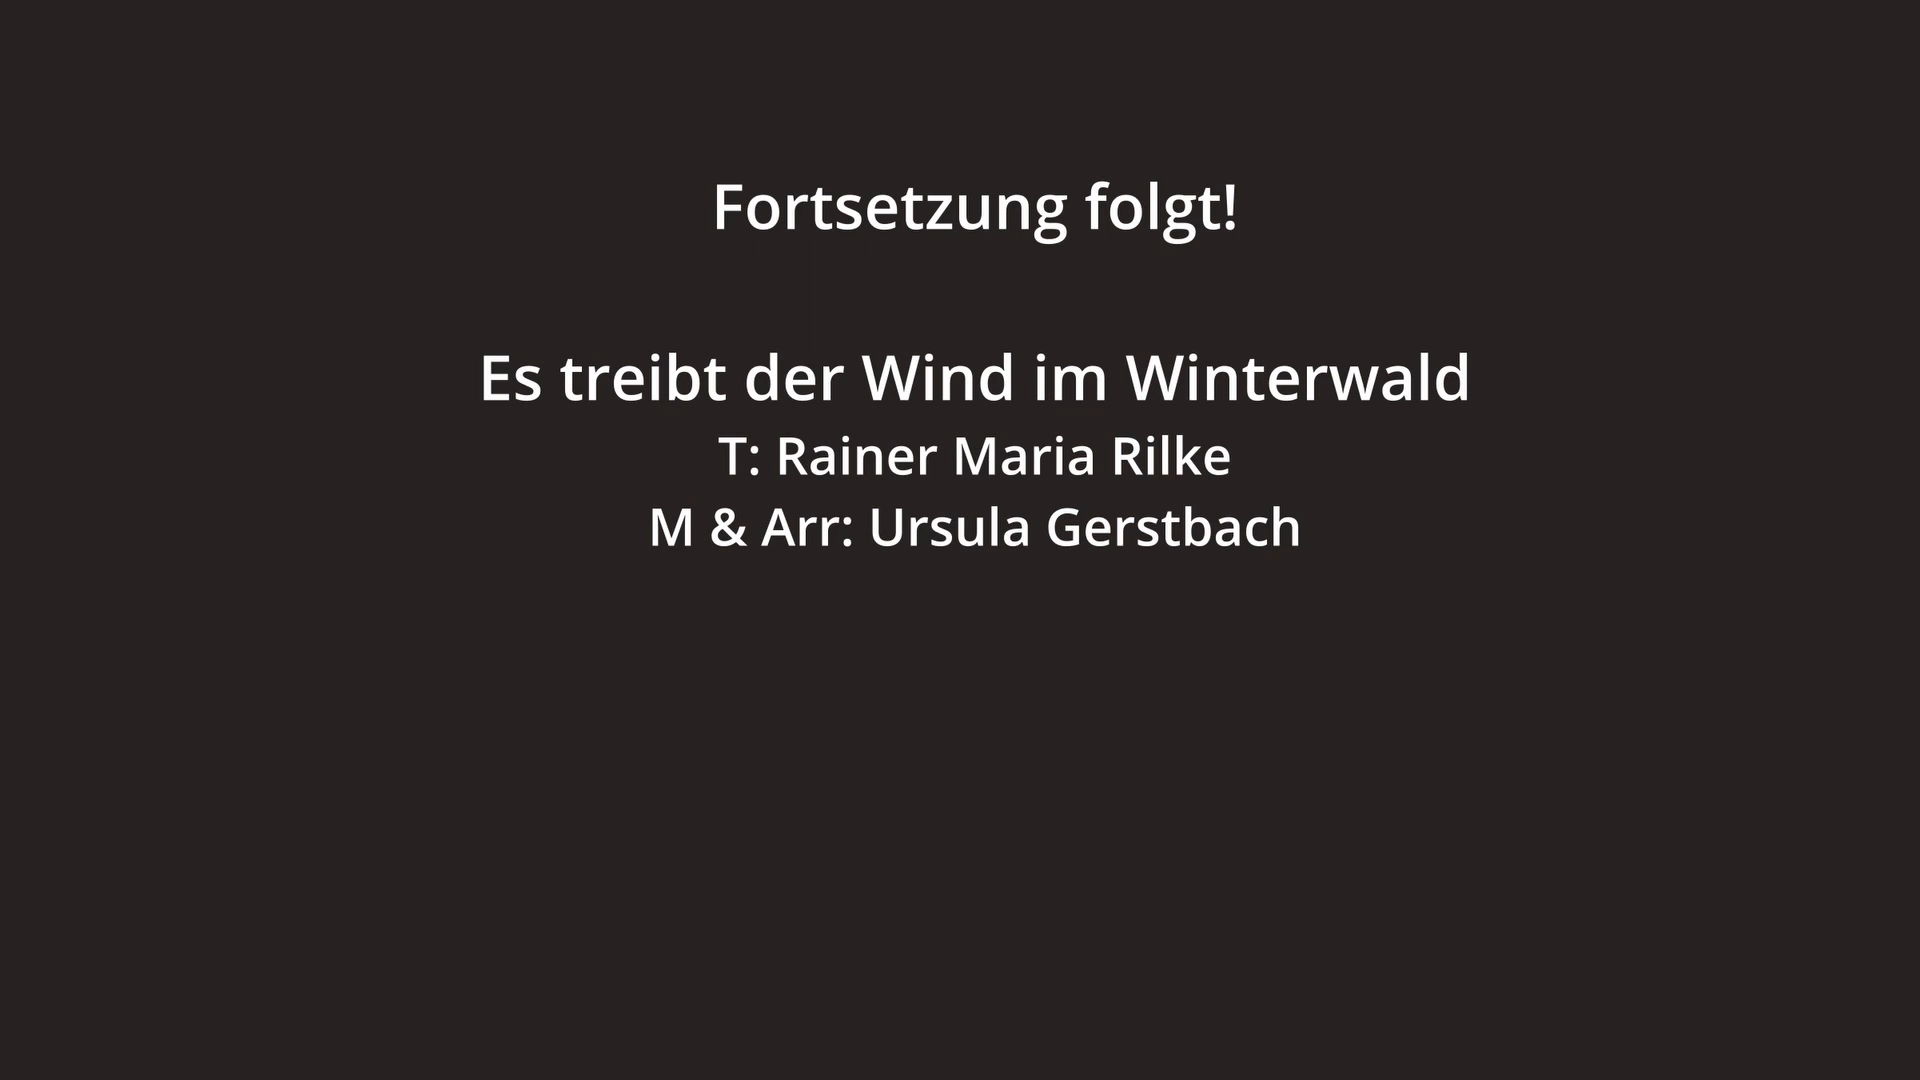 Fortsetzung folgt!
Es treibt der Wind im Winterwald
T: Rainer Maria Rilke
M & Arr: Ursula Gerstbach